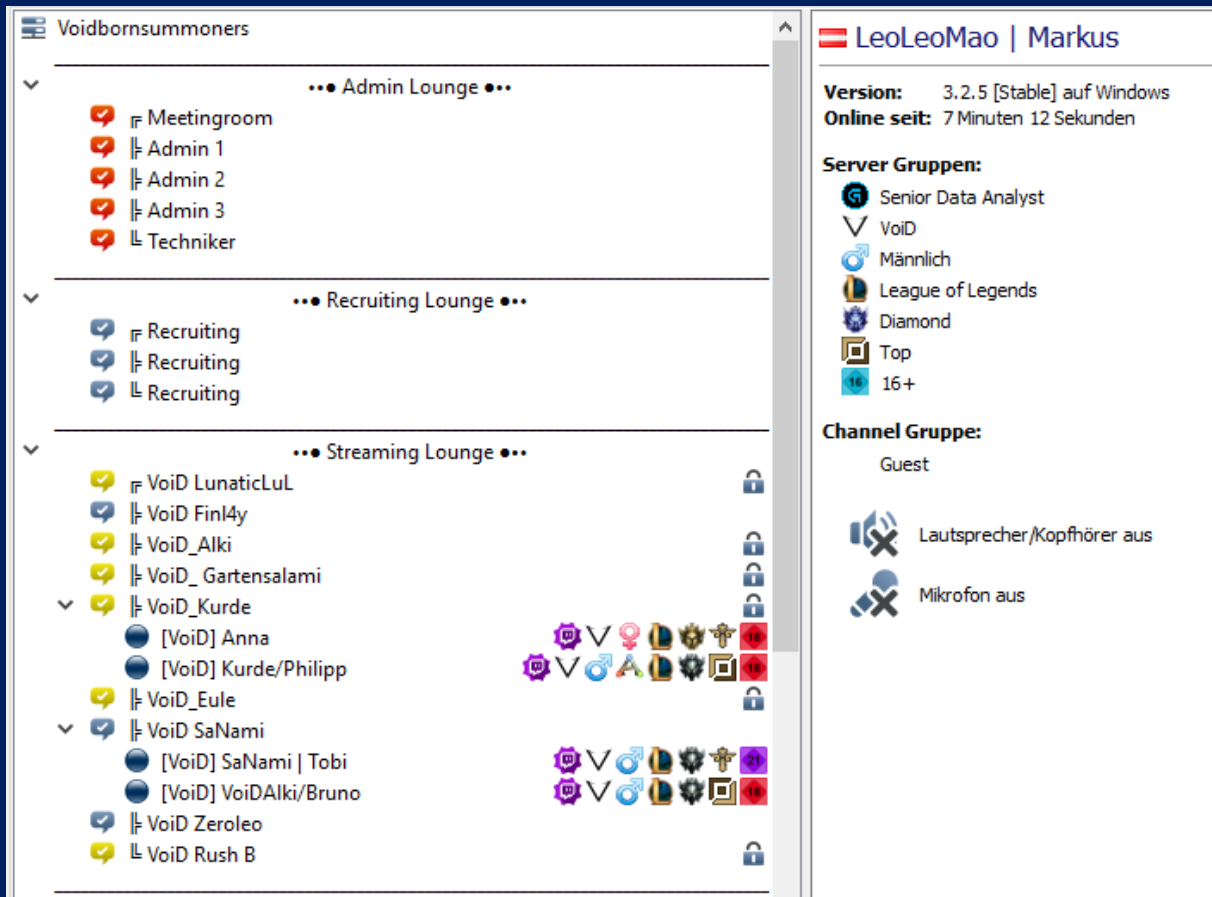 Voidbornsummoners
••● Admin Lounge ●••
╔ Meetingroom
╠ Admin 1
╠ Admin 2
╠ Admin 3
╚ Techniker
••● Recruiting Lounge ●••
╔ Recruiting
╠ Recruiting
╚ Recruiting
••● Streaming Lounge ●••
╔ VoiD LunaticLuL
╠ VoiD Finl4y
╠ VoiD_Alki
╠ VoiD_ Gartensalami
╠ VoiD_Kurde
[VoiD] Anna 18
[VoiD] Kurde/Philipp 18
╠ VoiD_Eule
╠ VoiD SaNami
[VoiD] SaNami | Tobi 21
[VoiD] VoiDAlki/Bruno 18
╠ VoiD Zeroleo
╚ VoiD Rush B
LeoLeoMao | Markus
Version: 3.2.5 [Stable] auf Windows
Online seit: 7 Minuten 12 Sekunden
Server Gruppen:
Senior Data Analyst
VoiD
Männlich
League of Legends
Diamond
Top
16 16+
Channel Gruppe:
Guest
Lautsprecher/Kopfhörer aus
Mikrofon aus